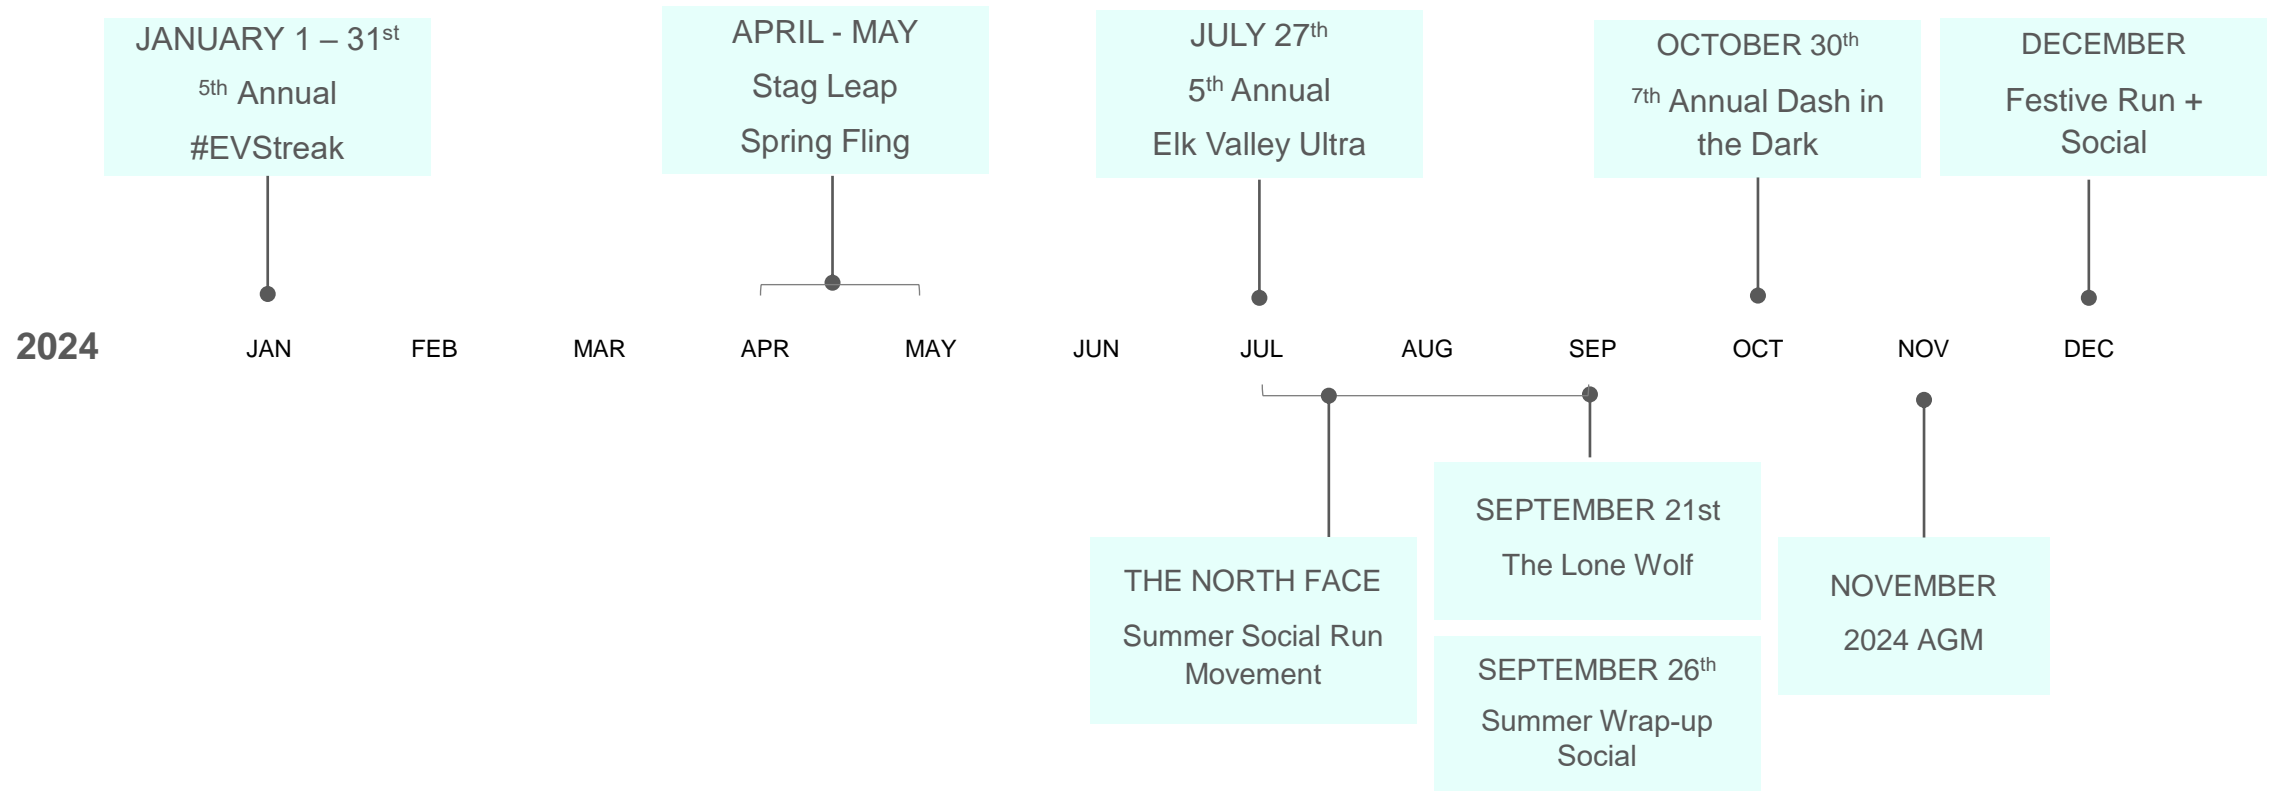 JANUARY 1 – 31st
5th Annual
#EVStreak
APRIL - MAY
Stag Leap
Spring Fling
JULY 27th
5th Annual
Elk Valley Ultra
OCTOBER 30th
7th Annual Dash in
the Dark
DECEMBER
Festive Run +
Social
2024 JAN FEB MAR APR MAY JUN JUL AUG SEP OCT NOV DEC
THE NORTH FACE
Summer Social Run
Movement
SEPTEMBER 21st
The Lone Wolf
SEPTEMBER 26th
Summer Wrap-up
Social
NOVEMBER
2024 AGM